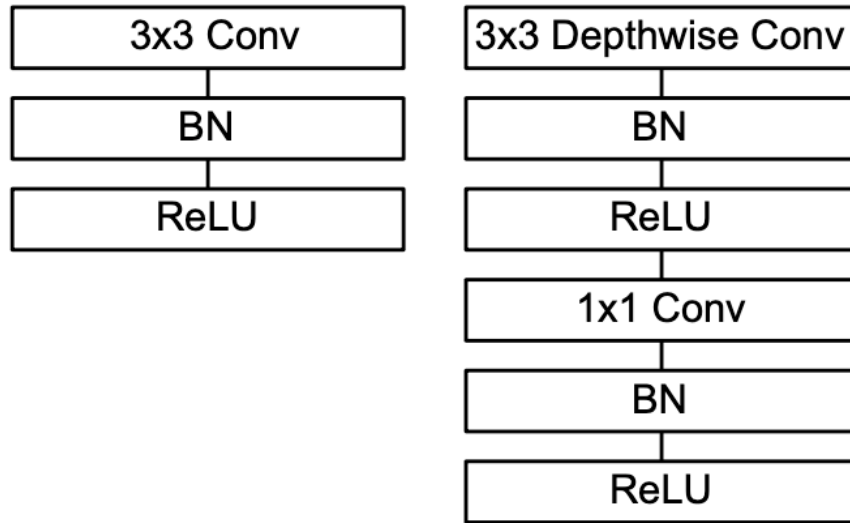 3x3 Conv
BN
ReLU
3x3 Depthwise Conv
BN
ReLU
1x1 Conv
BN
ReLU